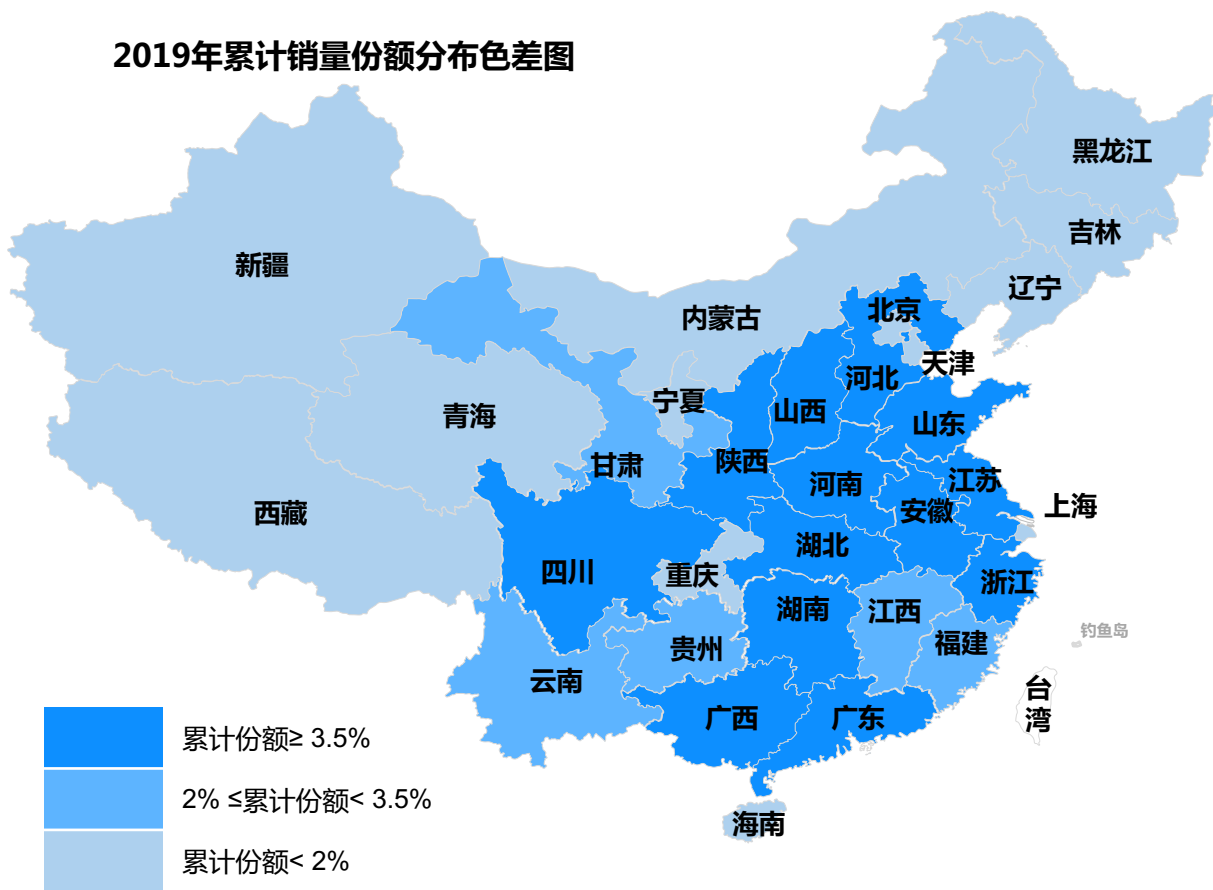 2019年累计销量份额分布色差图
黑龙江
吉林
新疆
辽宁
北京
内蒙古
天津
河北
宁夏
青海
山西
山东
甘肃
陕西
河南
江苏
西藏
安徽
上海
湖北
四川
重庆
浙江
湖南
江西
钓鱼岛
福建
贵州
云南
台
湾
广西
广东
累计份额≥ 3.5%
2% ≤累计份额< 3.5%
海南
累计份额< 2%